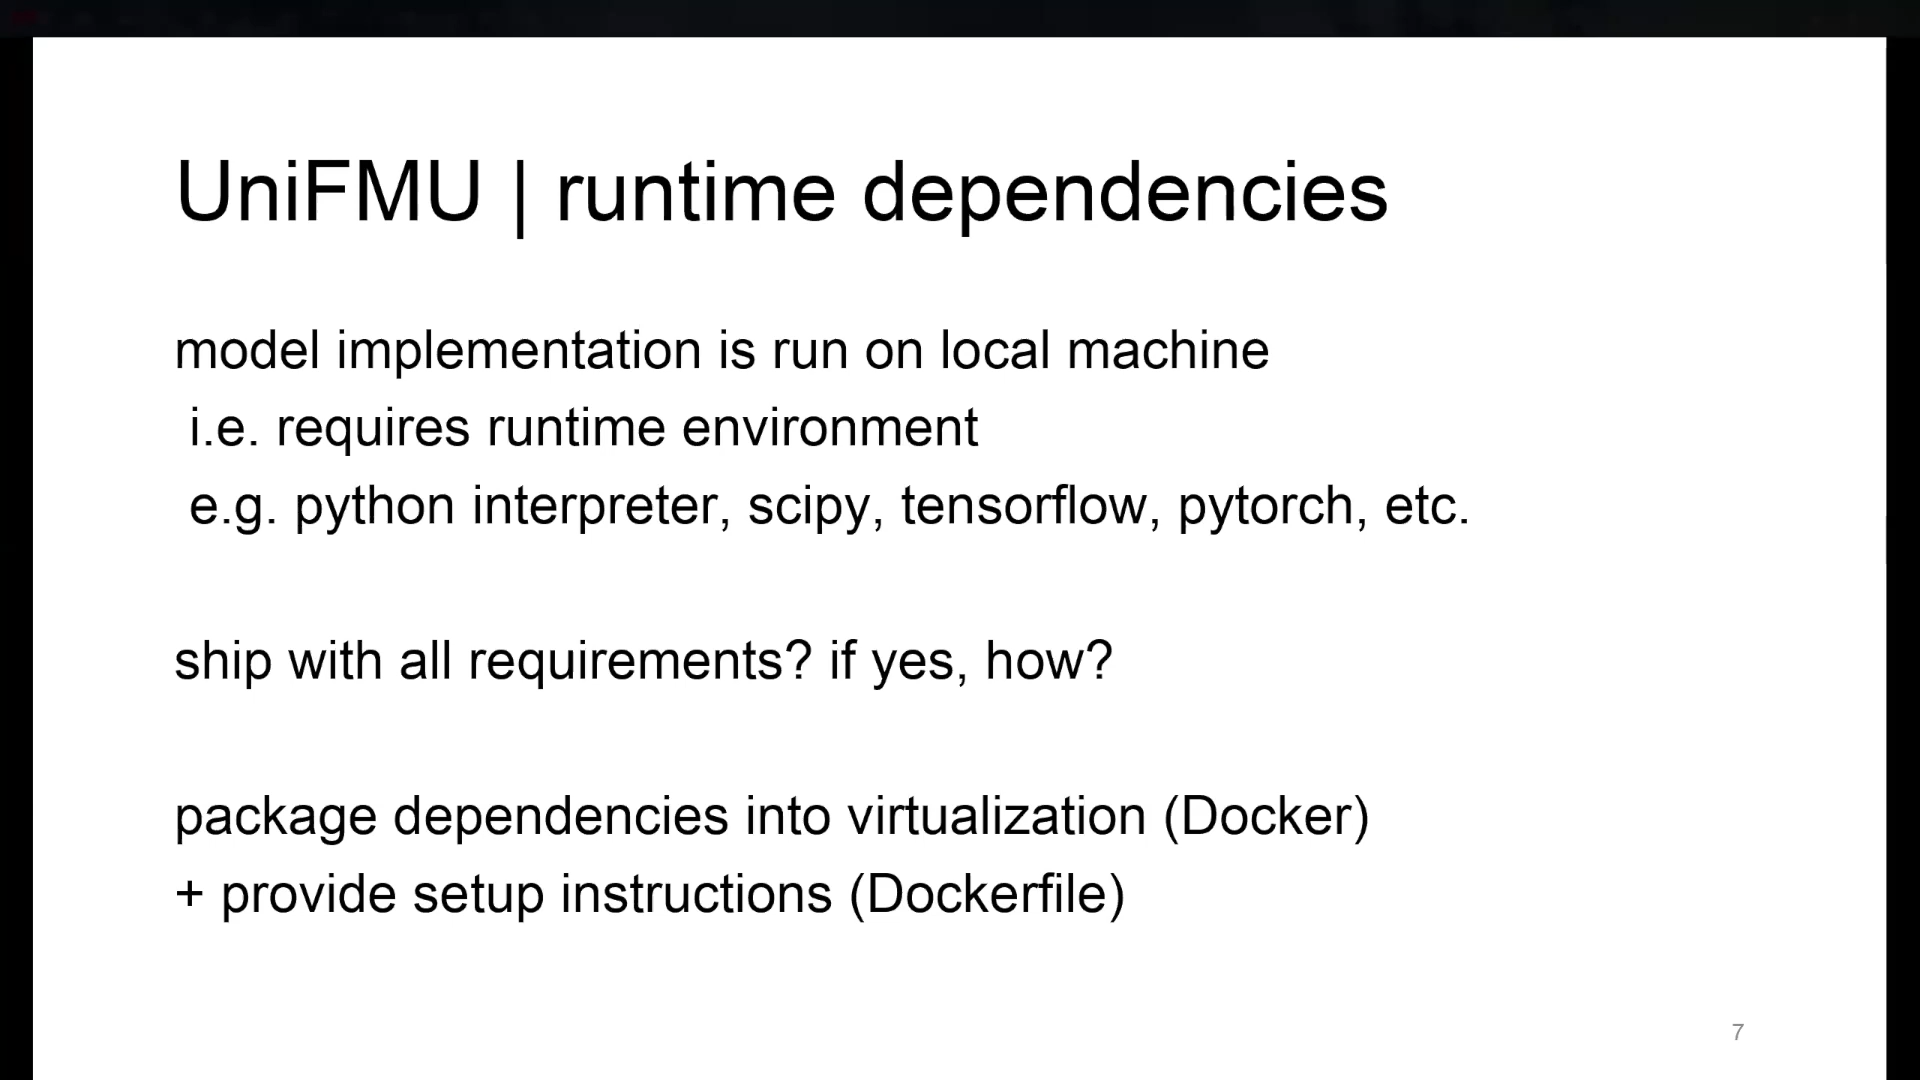 UniFMU | runtime dependencies
model implementation is run on local machine
i.e. requires runtime environment
e.g. python interpreter, scipy, tensorflow, pytorch, etc.
ship with all requirements? if yes, how?
package dependencies into virtualization (Docker)
+ provide setup instructions (Dockerfile)
7